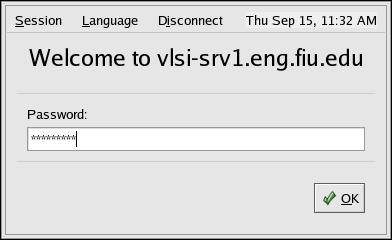 Session Language Disconnect Thu Sep 15, 11:32 AM
Welcome to vlsi-srv1.eng.fiu.edu
Password:
*********
OK